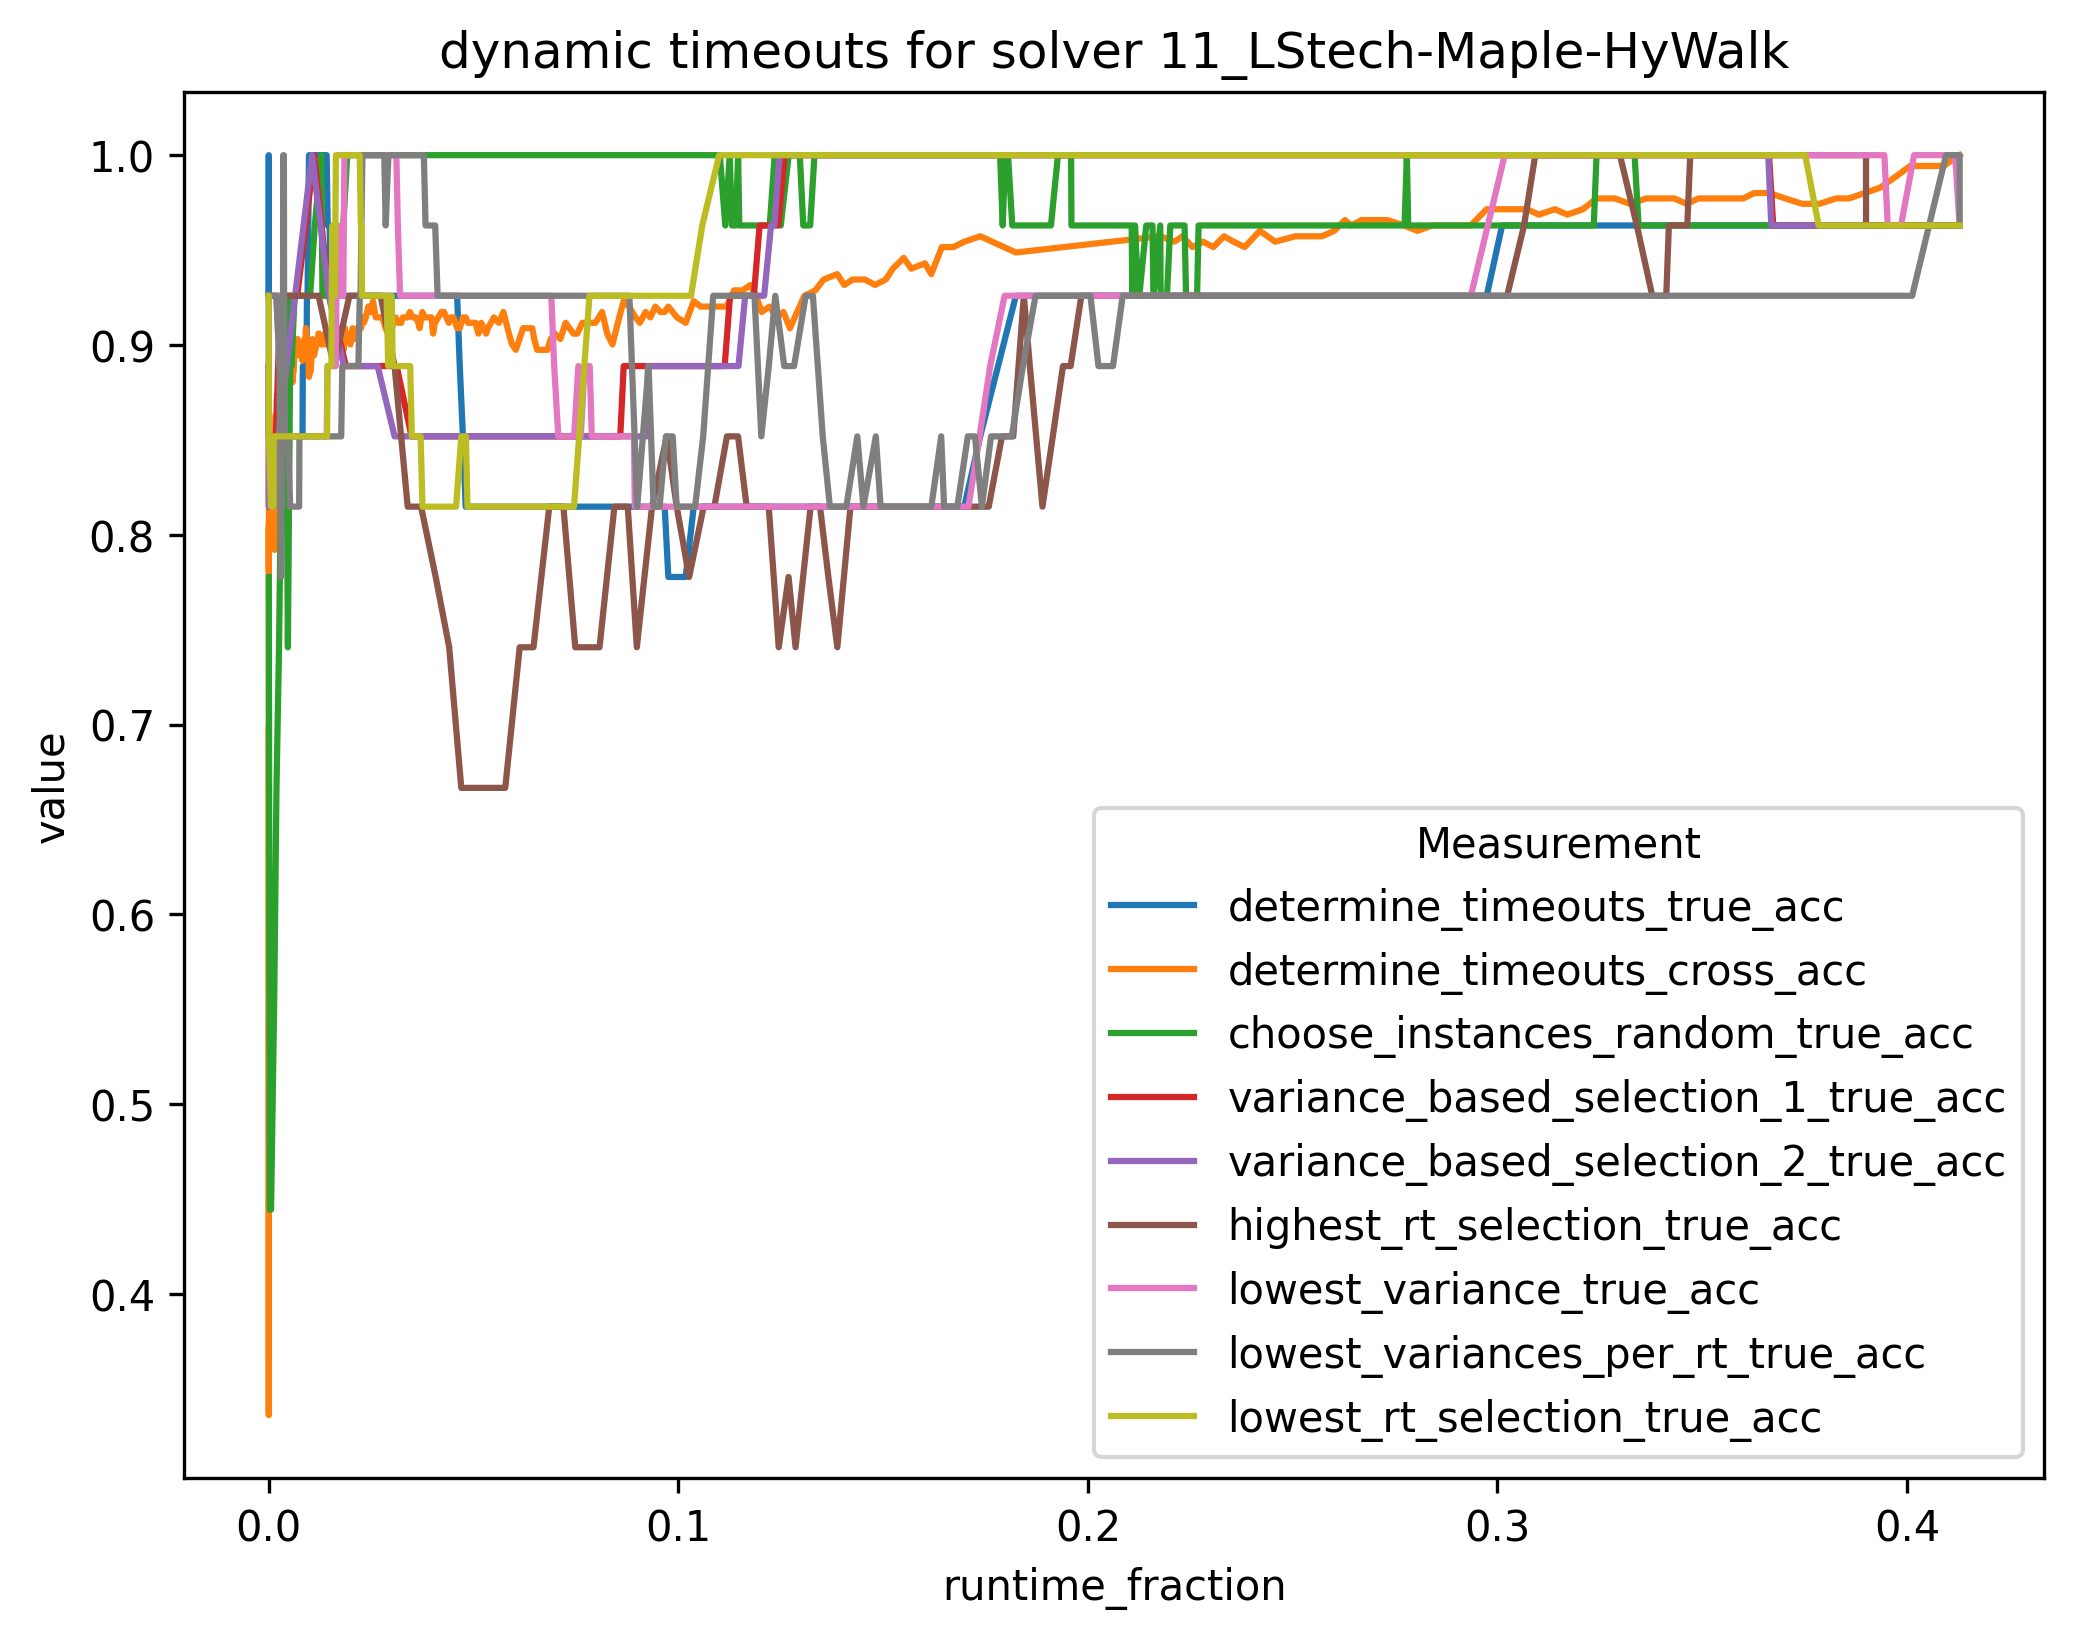 dynamic timeouts for solver 11_LStech-Maple-HyWalk
1.0
0.9
0.8
0.7
0.6
0.5
0.4
value
0.0
0.1
0.2
0.3
0.4
runtime_fraction
Measurement
determine_timeouts_true_acc
determine_timeouts_cross_acc
choose_instances_random_true_acc
variance_based_selection_1_true_acc
variance_based_selection_2_true_acc
highest_rt_selection_true_acc
lowest_variance_true_acc
lowest_variances_per_rt_true_acc
lowest_rt_selection_true_acc